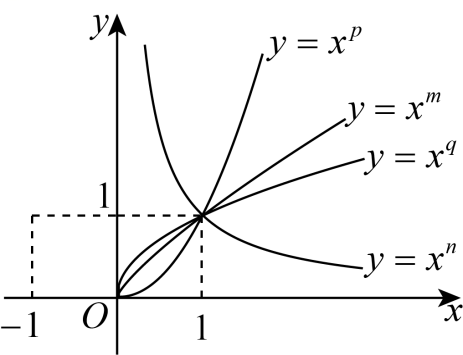 y
y = x^p
y = x^m
y = x^q
1
y = x^n
−1
O
1
x